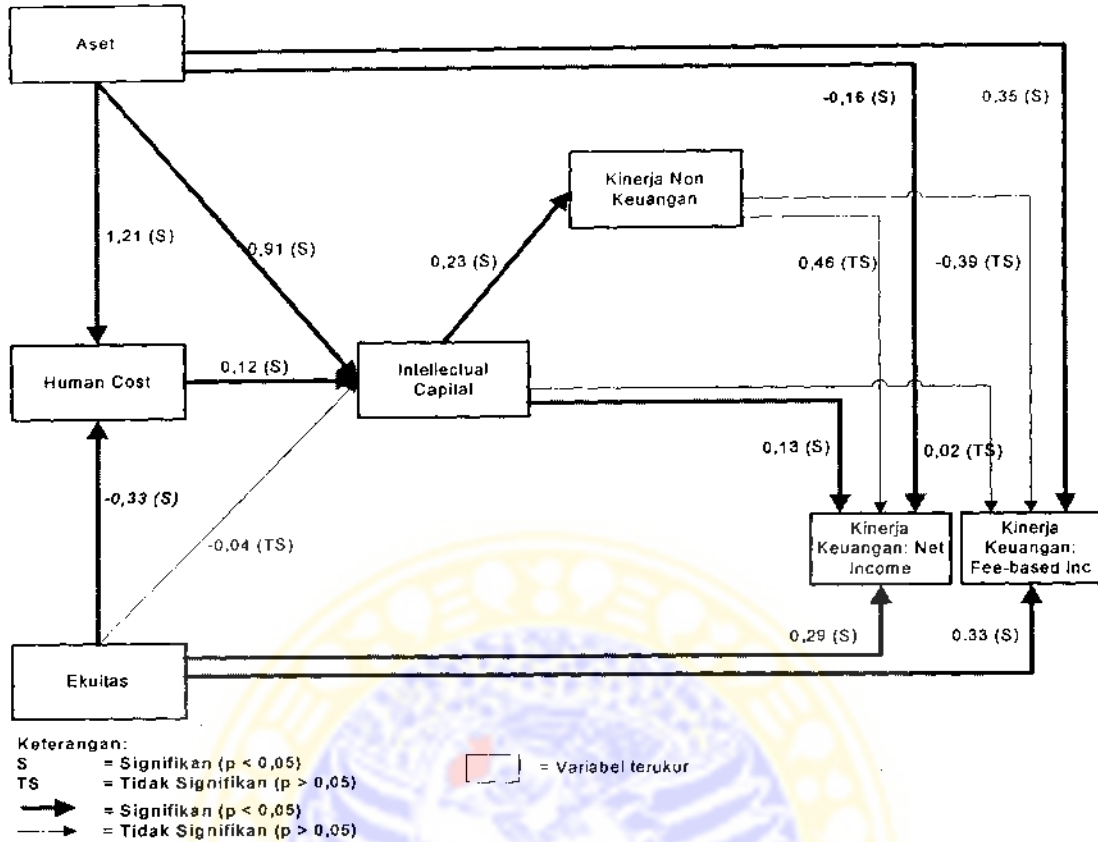 Aset
-0,16 (S)
0,35 (S)
Kinerja Non
Keuangan
1,21 (S)
0,91 (S)
0,23 (S)
0,46 (TS)
-0,39 (TS)
Human Cost
0,12 (S)
Intellectual
Capital
0,13 (S)
0,02 (TS)
-0,33 (S)
-0,04 (TS)
Kinerja
Keuangan: Net
Income
Kinerja
Keuangan:
Fee-based Inc
0,29 (S)
0.33 (S)
Ekuitas
Keterangan:
S = Signifikan (p < 0,05)
TS = Tidak Signifikan (p > 0,05)
= Variabel terukur
= Signifikan (p < 0,05)
= Tidak Signifikan (p > 0,05)